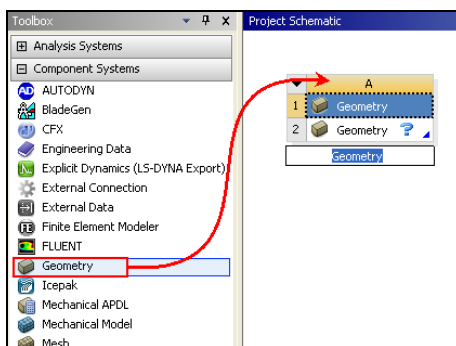 Toolbox
Project Schematic
Analysis Systems
Component Systems
AUTODYN
BladeGen
CFX
Engineering Data
Explicit Dynamics (LS-DYNA Export)
External Connection
External Data
Finite Element Modeler
FLUENT
Geometry
Icepak
Mechanical APDL
Mechanical Model
Mesh
A
1 Geometry
2 Geometry ?
Geometry